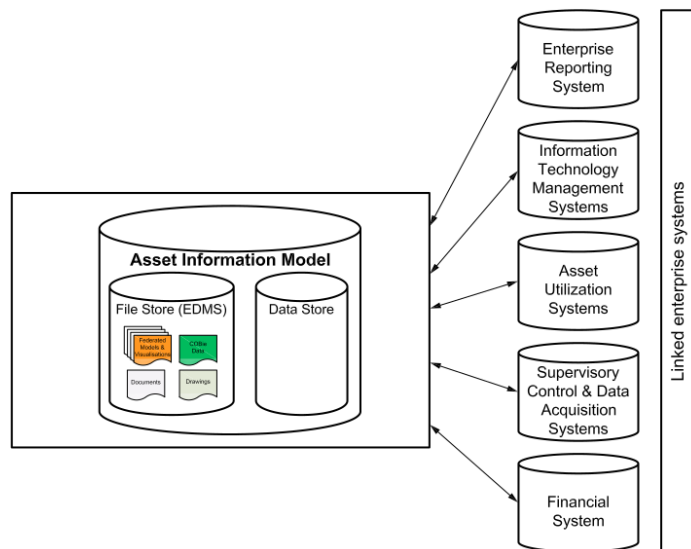 Enterprise
Reporting
System
Information
Technology
Management
Systems
Asset
Utilization
Systems
Supervisory
Control & Data
Acquisition
Systems
Financial
System
Linked enterprise systems
Asset Information Model
File Store (EDMS)
Data Store
Federated
Models &
Visualisations
COBie
Data
Documents
Drawings